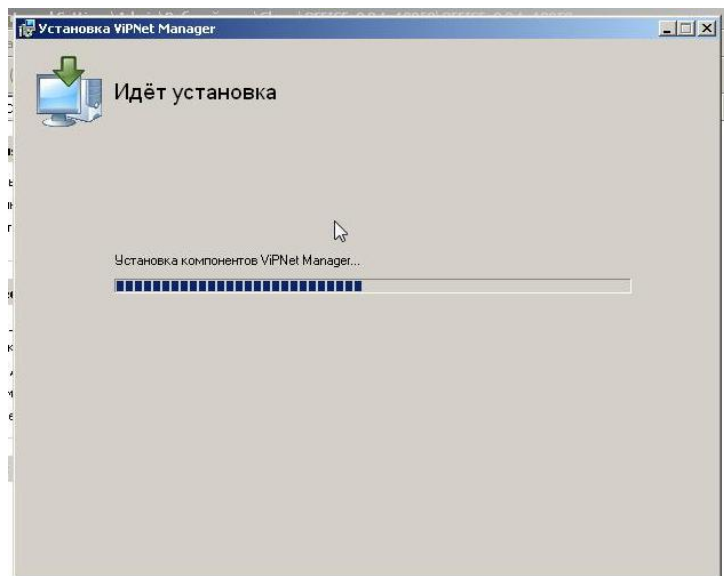 Установка ViPNet Manager
Идёт установка
Установка компонентов ViPNet Manager...